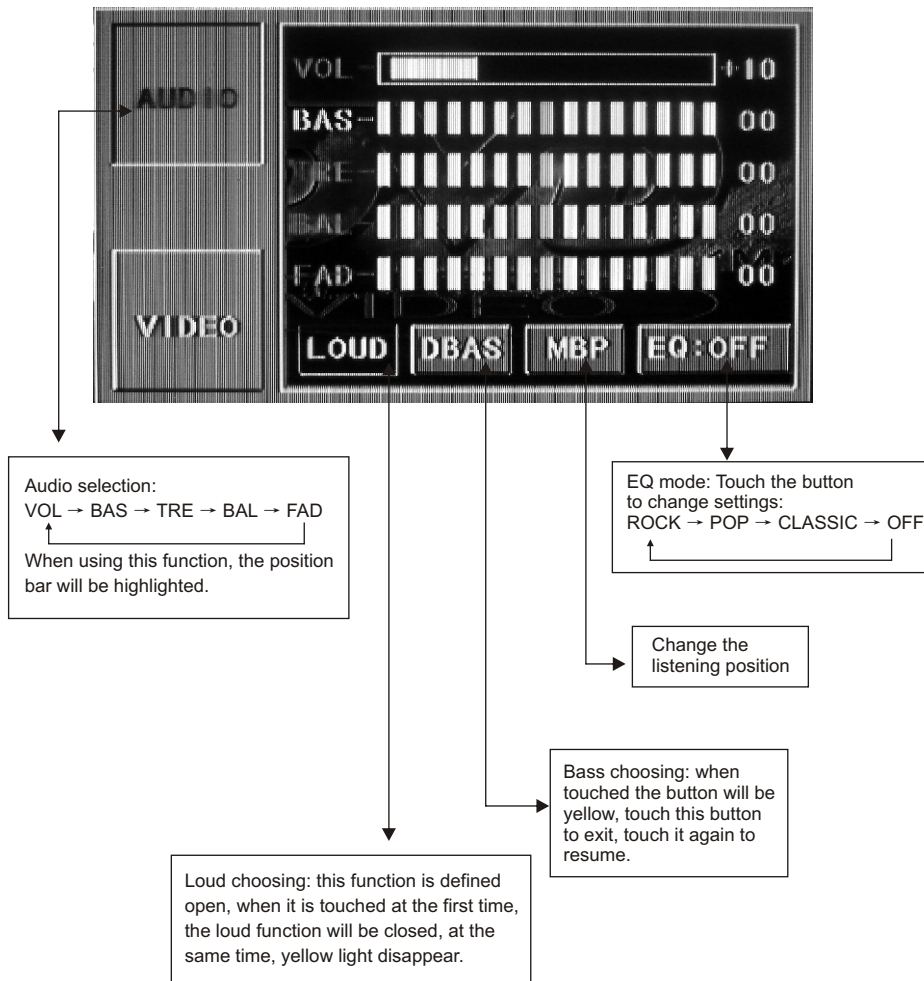 AUDIO
VOL +10
BAS 00
TRE 00
BAL 00
FAD 00
VIDEO
LOUD DBAS MBP EQ:OFF
Audio selection:
VOL → BAS → TRE → BAL → FAD
When using this function, the position
bar will be highlighted.
EQ mode: Touch the button
to change settings:
ROCK → POP → CLASSIC → OFF
Change the
listening position
Bass choosing: when
touched the button will be
yellow, touch this button
to exit, touch it again to
resume.
Loud choosing: this function is defined
open, when it is touched at the first time,
the loud function will be closed, at the
same time, yellow light disappear.